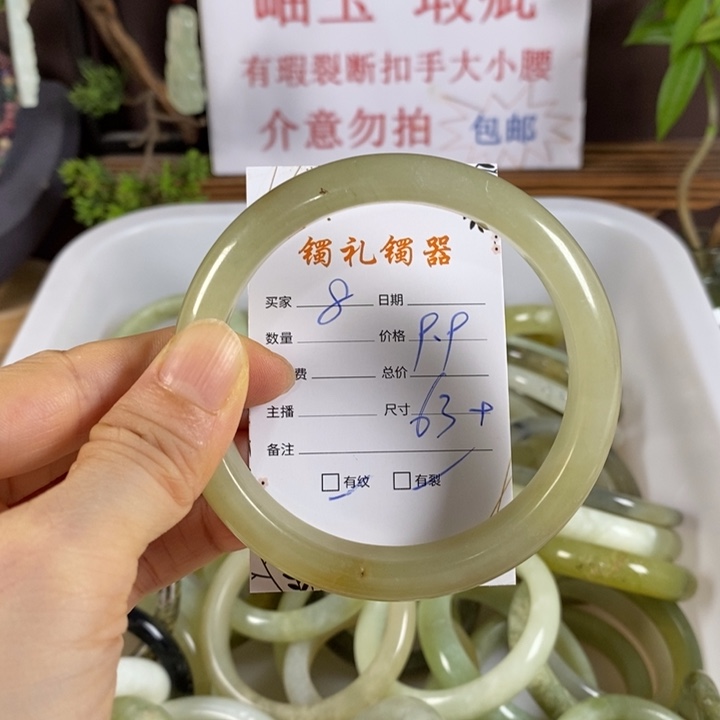 岫玉 瑕疵
有瑕裂断扣手大小腰
介意勿拍 包邮
镯礼镯器
买家 8 日期
数量 价格 9.9
费 总价
主播 尺寸 63+
备注
有纹 有裂